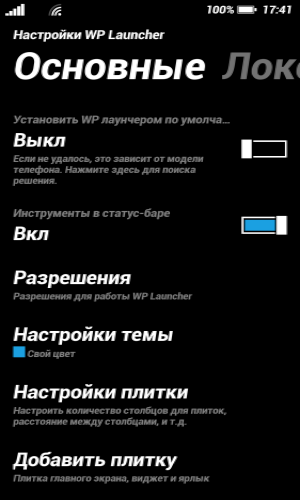 100% 17:41
Настройки WP Launcher
Основные Лок
Установить WP лаунчером по умолча...
Выкл
Если не удалось, это зависит от модели
телефона. Нажмите здесь для поиска
решения.
Инструменты в статус-баре
Вкл
Разрешения
Разрешения для работы WP Launcher
Настройки темы
Свой цвет
Настройки плитки
Настроить количество столбцов для плиток,
расстояние между столбцами, и т.д.
Добавить плитку
Плитка главного экрана, виджет и ярлык